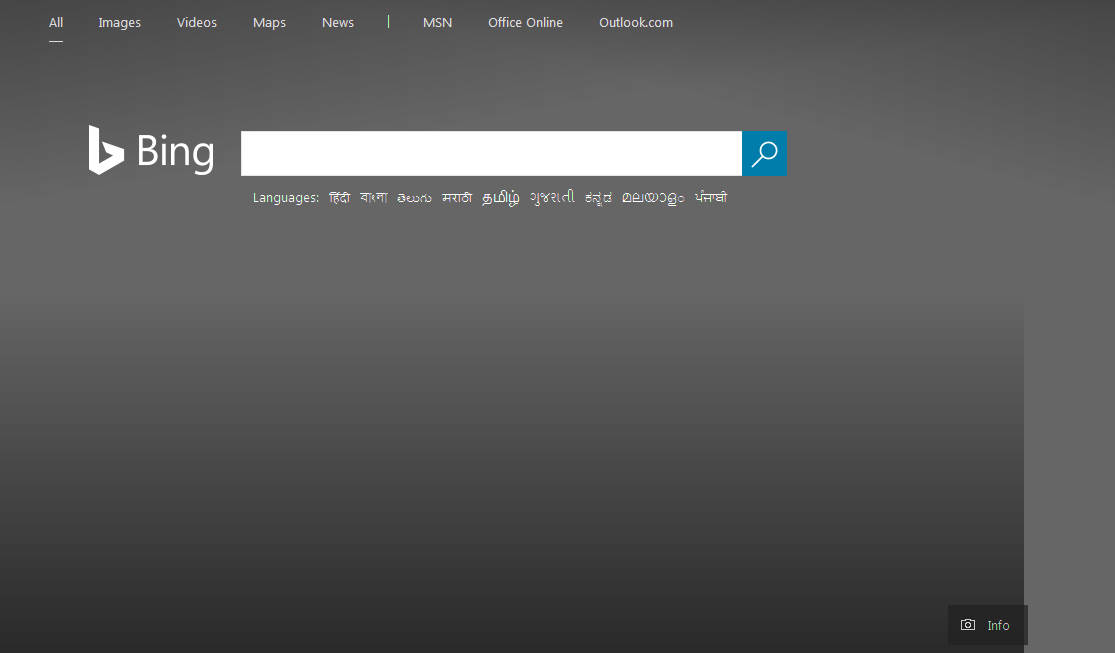 All Images Videos Maps News | MSN Office Online Outlook.com
Bing
Languages: हिंदी বাংলা తెలుగు मराठी தமிழ் ગુજરાતી ಕನ್ನಡ മലയാളം ਪੰਜਾਬੀ
Info